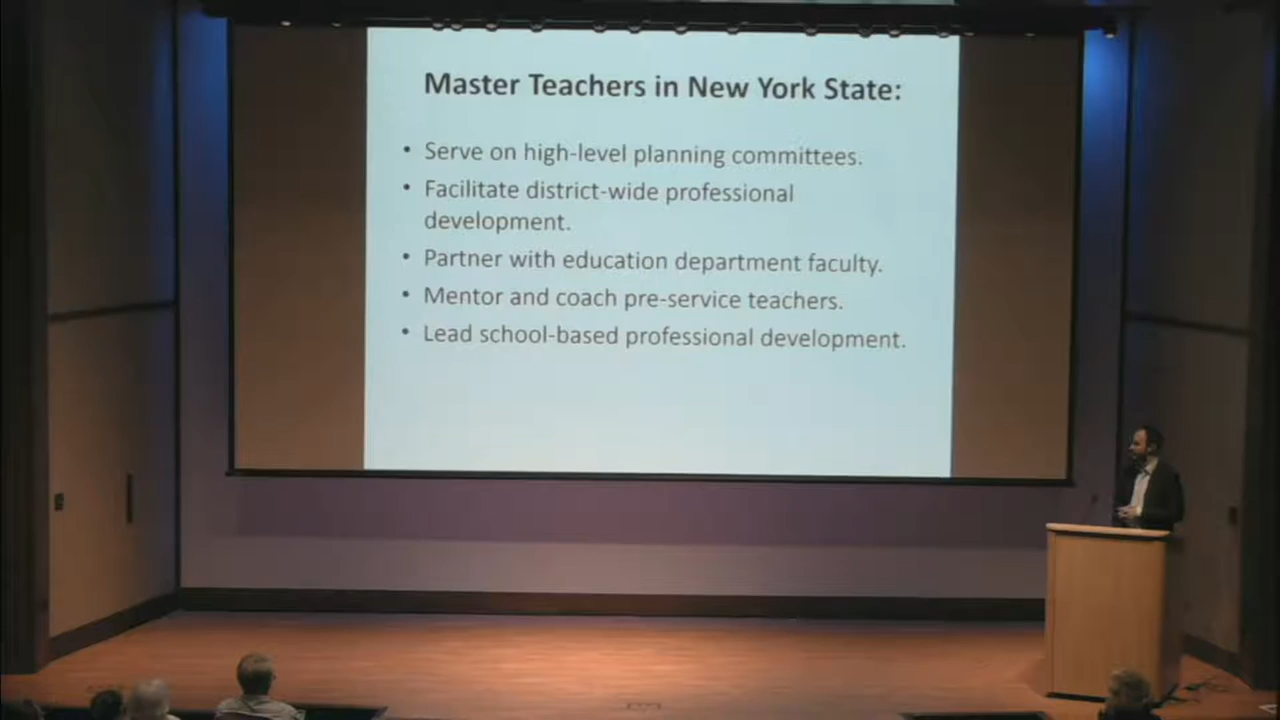 Master Teachers in New York State:
• Serve on high-level planning committees.
• Facilitate district-wide professional
development.
• Partner with education department faculty.
• Mentor and coach pre-service teachers.
• Lead school-based professional development.